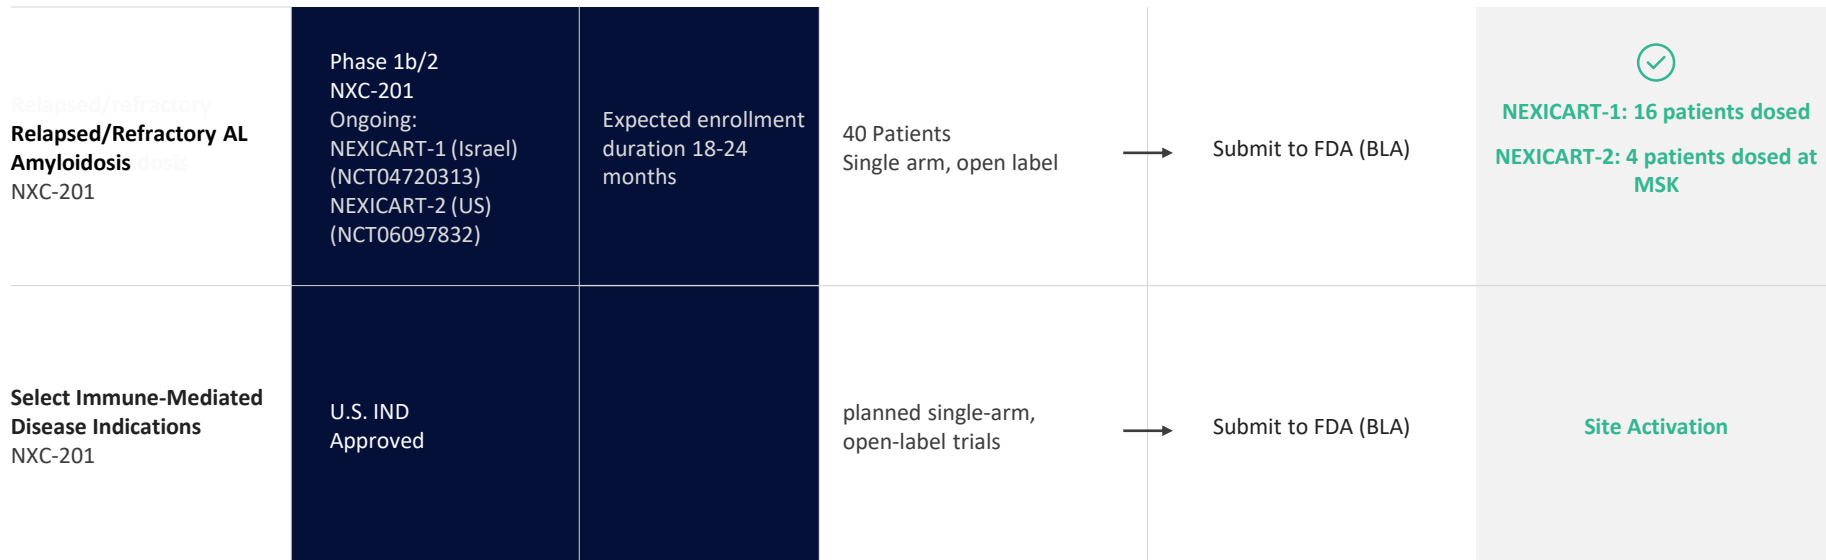 Relapsed/refractory
Relapsed/Refractory AL
Amyloidosis
NXC-201
Phase 1b/2
NXC-201
Ongoing:
NEXICART-1 (Israel)
(NCT04720313)
NEXICART-2 (US)
(NCT06097832)
Expected enrollment
duration 18-24
months
40 Patients
Single arm, open label
Submit to FDA (BLA)
NEXICART-1: 16 patients dosed
NEXICART-2: 4 patients dosed at
MSK
Select Immune-Mediated
Disease Indications
NXC-201
U.S. IND
Approved
planned single-arm,
open-label trials
Submit to FDA (BLA)
Site Activation